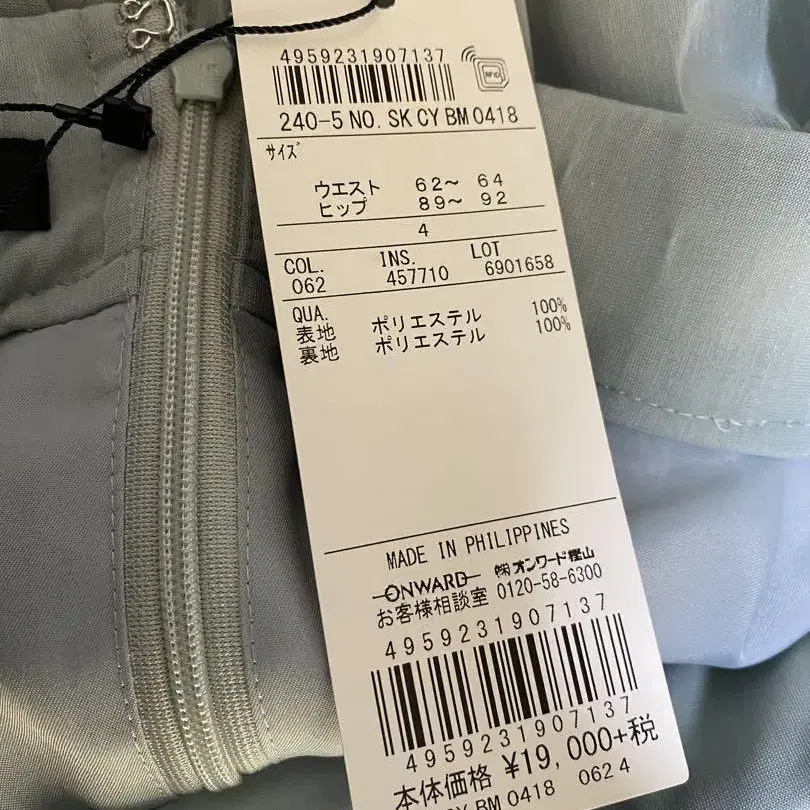 4959231907137
RFID
240-5 NO. SK CY BM 0418
サイズ
ウエスト 62〜 64
ヒップ 89〜 92
4
COL. INS. LOT
062 457710 6901658
QUA.
表地 ポリエステル 100%
裏地 ポリエステル 100%
MADE IN PHILIPPINES
ONWARD ㈱オンワード樫山
お客様相談室 0120-58-6300
4959231907137
4959231907137
本体価格 ¥19,000+税
CY BM 0418 062 4